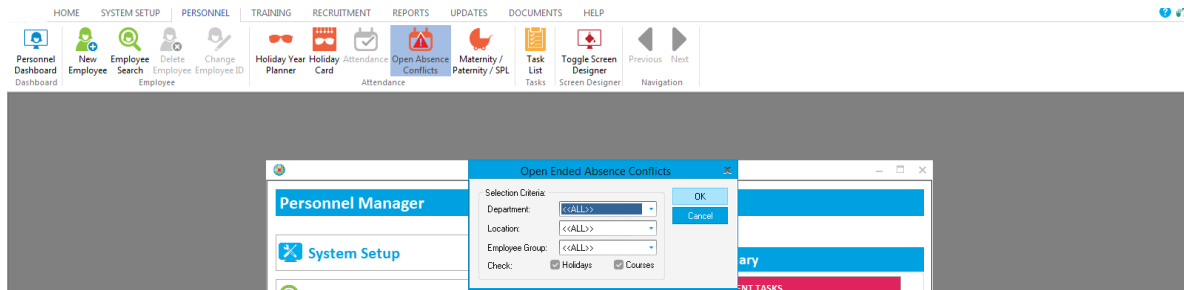 HOME SYSTEM SETUP PERSONNEL TRAINING RECRUITMENT REPORTS UPDATES DOCUMENTS HELP
Personnel New Employee Delete Change Holiday Year Holiday Attendance Open Absence Maternity / Task Toggle Screen Previous Next
Dashboard Employee Search Employee Employee ID Planner Card Conflicts Paternity / SPL List Designer
Dashboard Employee Attendance Tasks Screen Designer Navigation
Open Ended Absence Conflicts
Selection Criteria:
OK
Personnel Manager
Department: <<ALL>>
Cancel
Location: <<ALL>>
System Setup
Employee Group: <<ALL>>
ary
Check: Holidays Courses
ENT TASKS